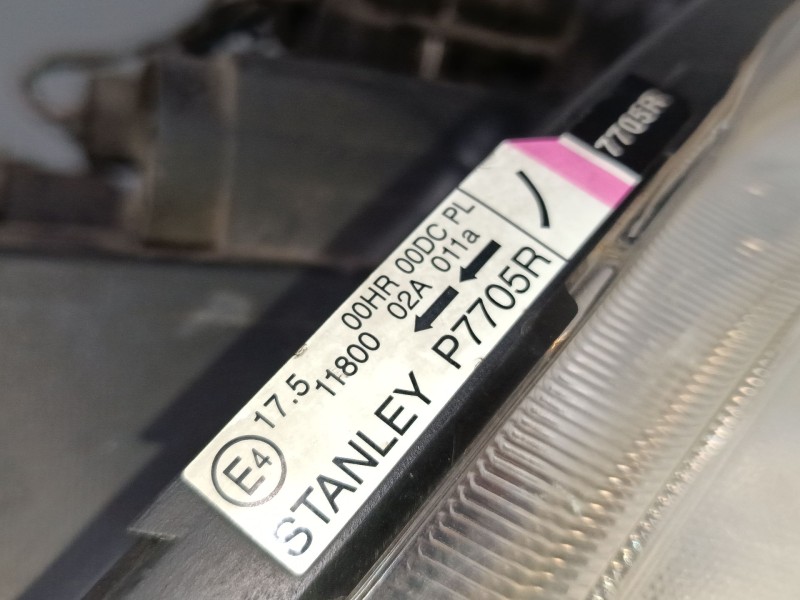 7705R
17.5 00HR 00DC PL
11800 02A 011a
E4
STANLEY P7705R